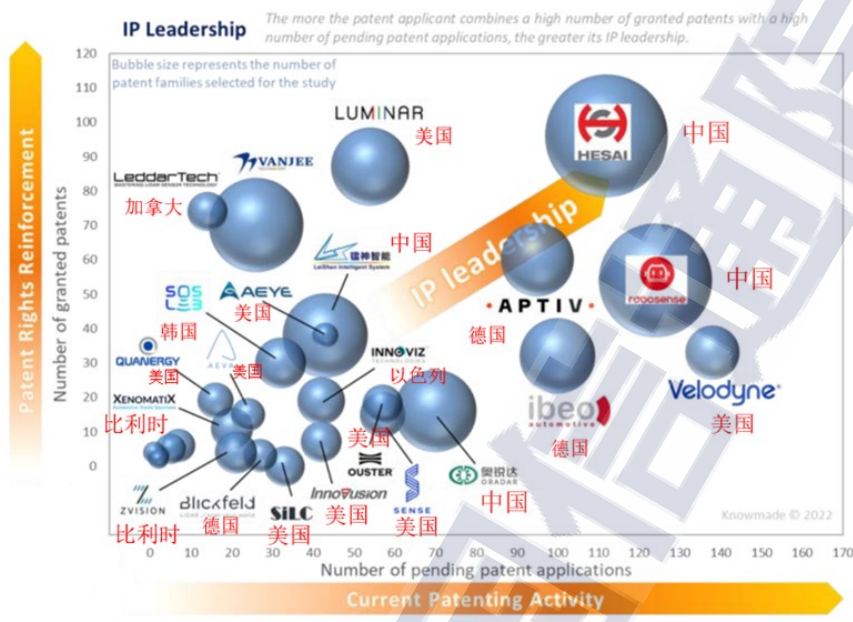 IP Leadership
The more the patent applicant combines a high number of granted patents with a high
number of pending patent applications, the greater its IP leadership.
Bubble size represents the number of
patent families selected for the study
Patent Rights Reinforcement
Number of granted patents
120
110
100
90
80
70
60
50
40
30
20
10
0
LUMINAR
美国
HESAI
中国
VANJEE
LeddarTech
MASTERING LIDAR SENSOR TECHNOLOGY
加拿大
IP leadership
镭神智能
LeiShen Intelligent System
中国
robosense
中国
APTIV
德国
SOS LAB
韩国
AEYE
美国
QUANERGY
美国
AEVA
美国
INNOVIZ
TECHNOLOGIES
以色列
Velodyne
美国
XENOMATIX
比利时
ibeo
automotive
德国
美国
OUSTER
奥锐达
ORADAR
中国
ZVISION
比利时
Blickfeld
德国
SiLC
美国
Innovusion
美国
SENSE
美国
Knowmade © 2022
0 10 20 30 40 50 60 70 80 90 100 110 120 130 140 150 160 170
Number of pending patent applications
Current Patenting Activity